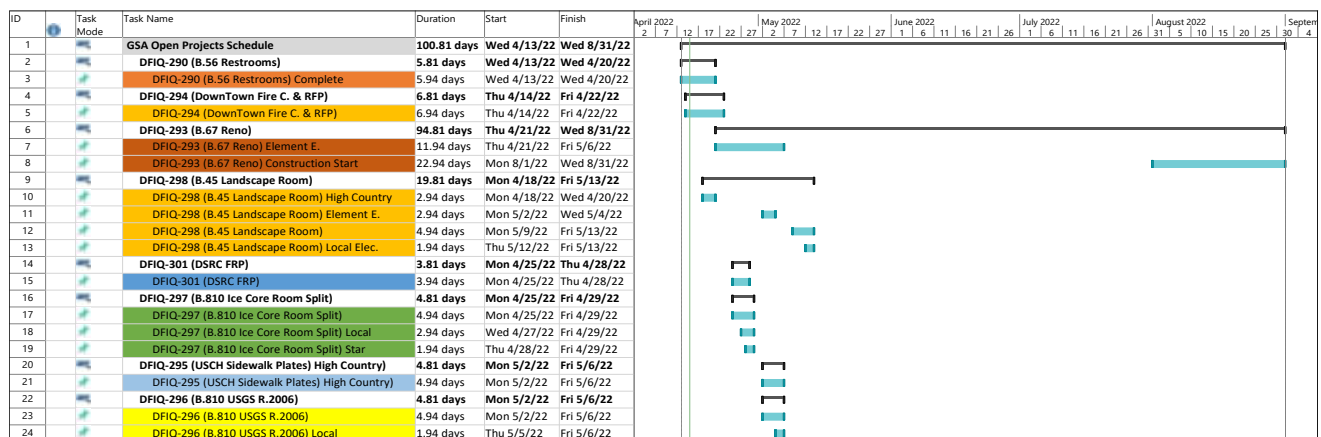 ID Task Mode Task Name Duration Start Finish April 2022 May 2022 June 2022 July 2022 August 2022 Septem
2 7 12 17 22 27 2 7 12 17 22 27 1 6 11 16 21 26 1 6 11 16 21 26 31 5 10 15 20 25 30 4
1 GSA Open Projects Schedule 100.81 days Wed 4/13/22 Wed 8/31/22
2 DFIQ-290 (B.56 Restrooms) 5.81 days Wed 4/13/22 Wed 4/20/22
3 DFIQ-290 (B.56 Restrooms) Complete 5.94 days Wed 4/13/22 Wed 4/20/22
4 DFIQ-294 (DownTown Fire C. & RFP) 6.81 days Thu 4/14/22 Fri 4/22/22
5 DFIQ-294 (DownTown Fire C. & RFP) 6.94 days Thu 4/14/22 Fri 4/22/22
6 DFIQ-293 (B.67 Reno) 94.81 days Thu 4/21/22 Wed 8/31/22
7 DFIQ-293 (B.67 Reno) Element E. 11.94 days Thu 4/21/22 Fri 5/6/22
8 DFIQ-293 (B.67 Reno) Construction Start 22.94 days Mon 8/1/22 Wed 8/31/22
9 DFIQ-298 (B.45 Landscape Room) 19.81 days Mon 4/18/22 Fri 5/13/22
10 DFIQ-298 (B.45 Landscape Room) High Country 2.94 days Mon 4/18/22 Wed 4/20/22
11 DFIQ-298 (B.45 Landscape Room) Element E. 2.94 days Mon 5/2/22 Wed 5/4/22
12 DFIQ-298 (B.45 Landscape Room) 4.94 days Mon 5/9/22 Fri 5/13/22
13 DFIQ-298 (B.45 Landscape Room) Local Elec. 1.94 days Thu 5/12/22 Fri 5/13/22
14 DFIQ-301 (DSRC FRP) 3.81 days Mon 4/25/22 Thu 4/28/22
15 DFIQ-301 (DSRC FRP) 3.94 days Mon 4/25/22 Thu 4/28/22
16 DFIQ-297 (B.810 Ice Core Room Split) 4.81 days Mon 4/25/22 Fri 4/29/22
17 DFIQ-297 (B.810 Ice Core Room Split) 4.94 days Mon 4/25/22 Fri 4/29/22
18 DFIQ-297 (B.810 Ice Core Room Split) Local 2.94 days Wed 4/27/22 Fri 4/29/22
19 DFIQ-297 (B.810 Ice Core Room Split) Star 1.94 days Thu 4/28/22 Fri 4/29/22
20 DFIQ-295 (USCH Sidewalk Plates) High Country) 4.81 days Mon 5/2/22 Fri 5/6/22
21 DFIQ-295 (USCH Sidewalk Plates) High Country) 4.94 days Mon 5/2/22 Fri 5/6/22
22 DFIQ-296 (B.810 USGS R.2006) 4.81 days Mon 5/2/22 Fri 5/6/22
23 DFIQ-296 (B.810 USGS R.2006) 4.94 days Mon 5/2/22 Fri 5/6/22
24 DFIQ-296 (B.810 USGS R.2006) Local 1.94 days Thu 5/5/22 Fri 5/6/22